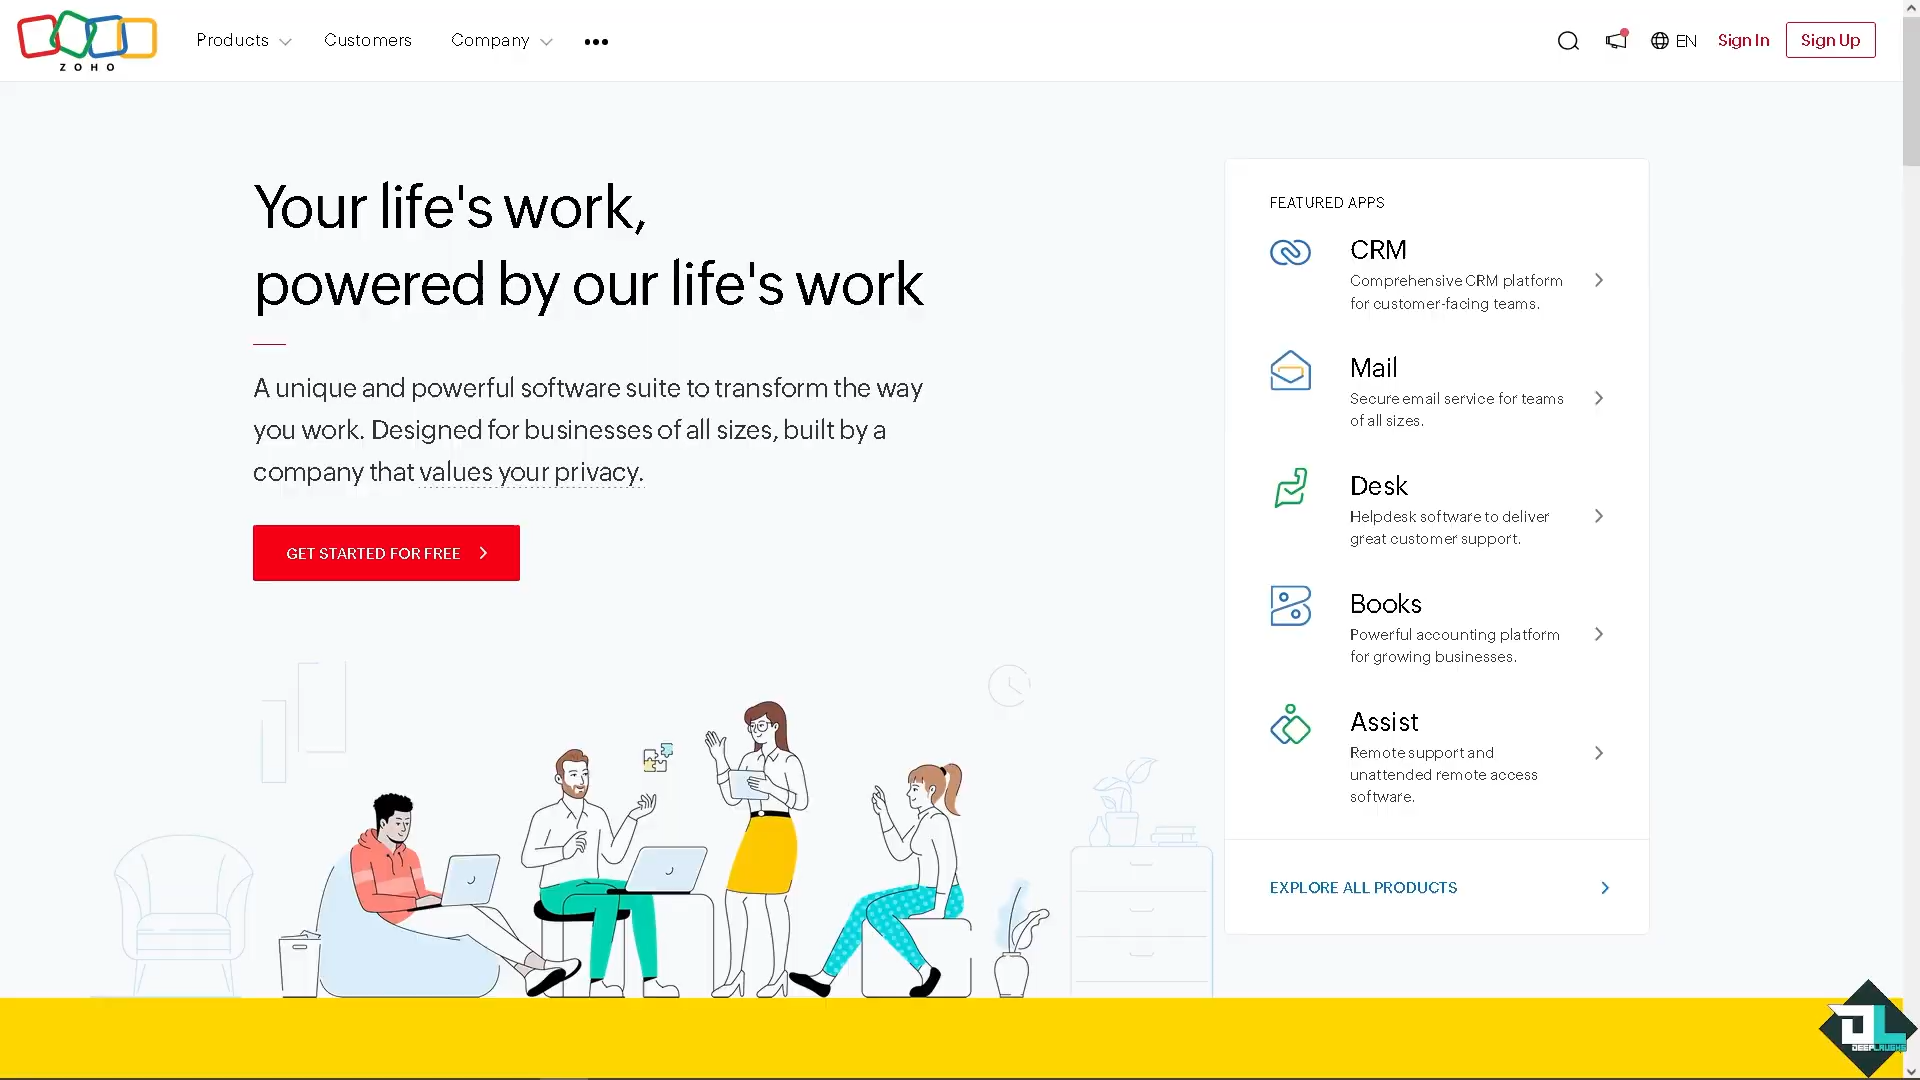 ZOHO
Products
Customers
Company
EN
Sign In
Sign Up
Your life's work,
powered by our life's work
A unique and powerful software suite to transform the way
you work. Designed for businesses of all sizes, built by a
company that values your privacy.
GET STARTED FOR FREE
FEATURED APPS
CRM
Comprehensive CRM platform
for customer-facing teams.
Mail
Secure email service for teams
of all sizes.
Desk
Helpdesk software to deliver
great customer support.
Books
Powerful accounting platform
for growing businesses.
Assist
Remote support and
unattended remote access
software.
EXPLORE ALL PRODUCTS
DL
DEEPLAUGHS